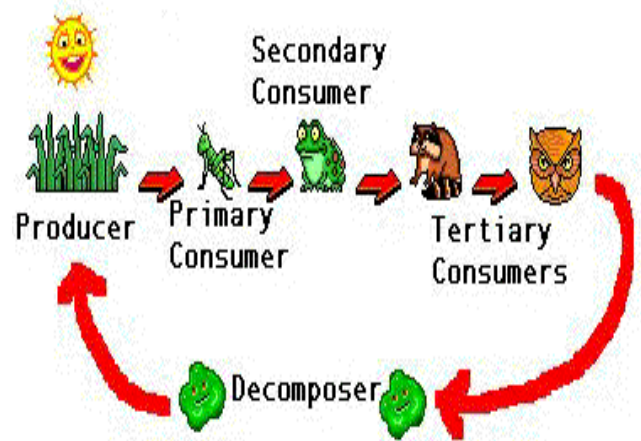 Secondary
Consumer
Producer
Primary
Consumer
Tertiary
Consumers
Decomposer